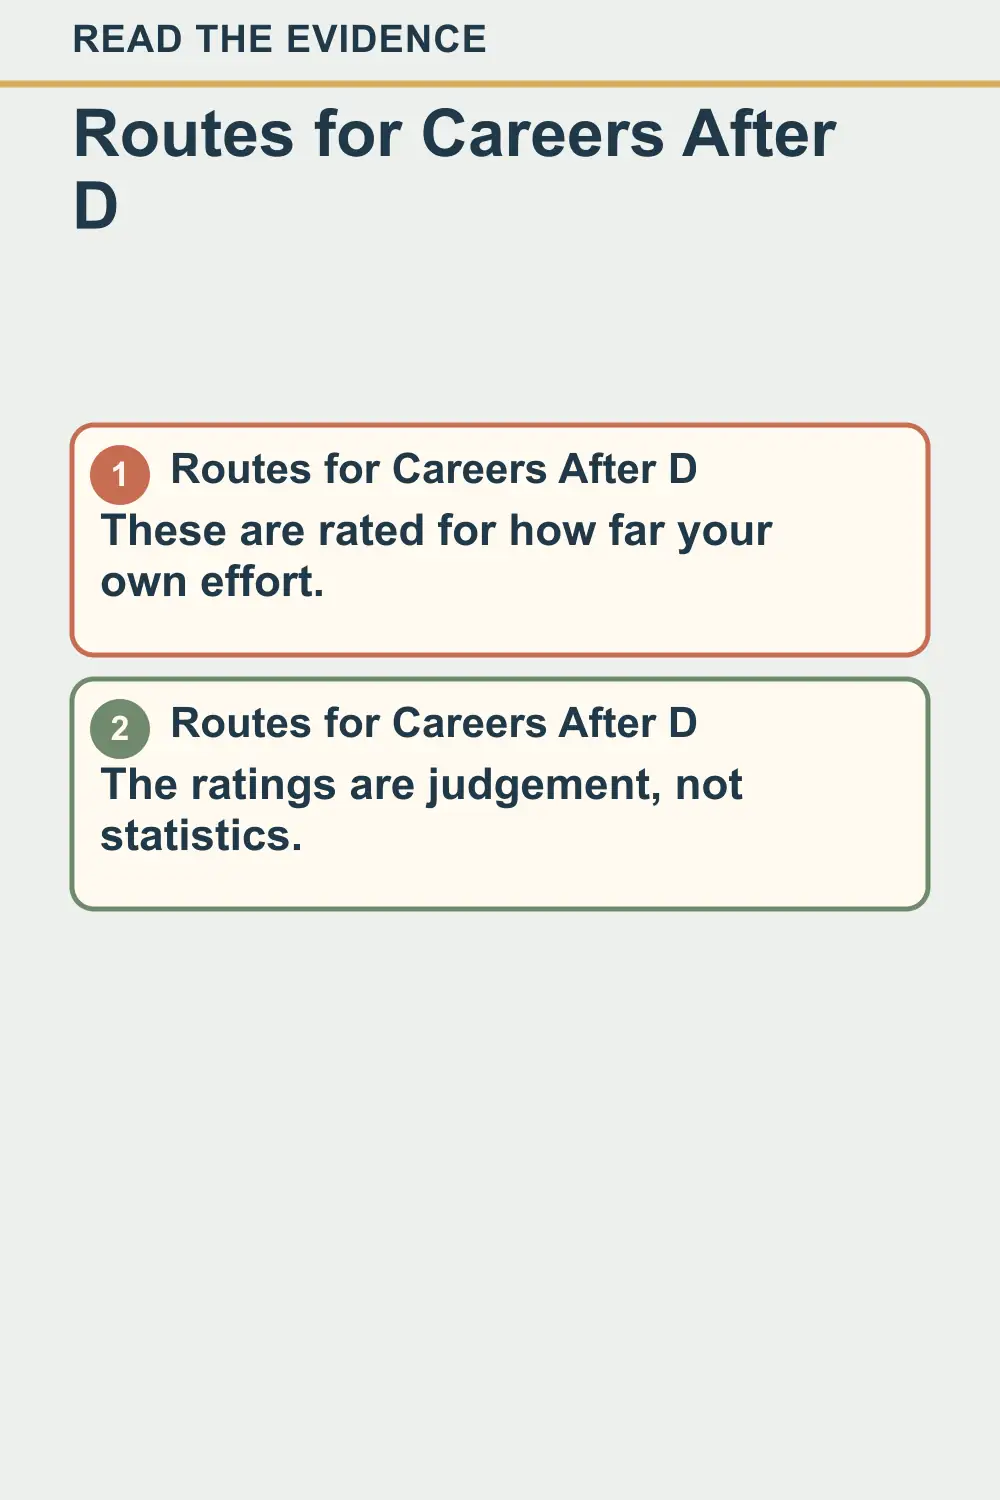 READ THE EVIDENCE
Routes for Careers After
D
1 Routes for Careers After D
These are rated for how far your
own effort.
2 Routes for Careers After D
The ratings are judgement, not
statistics.